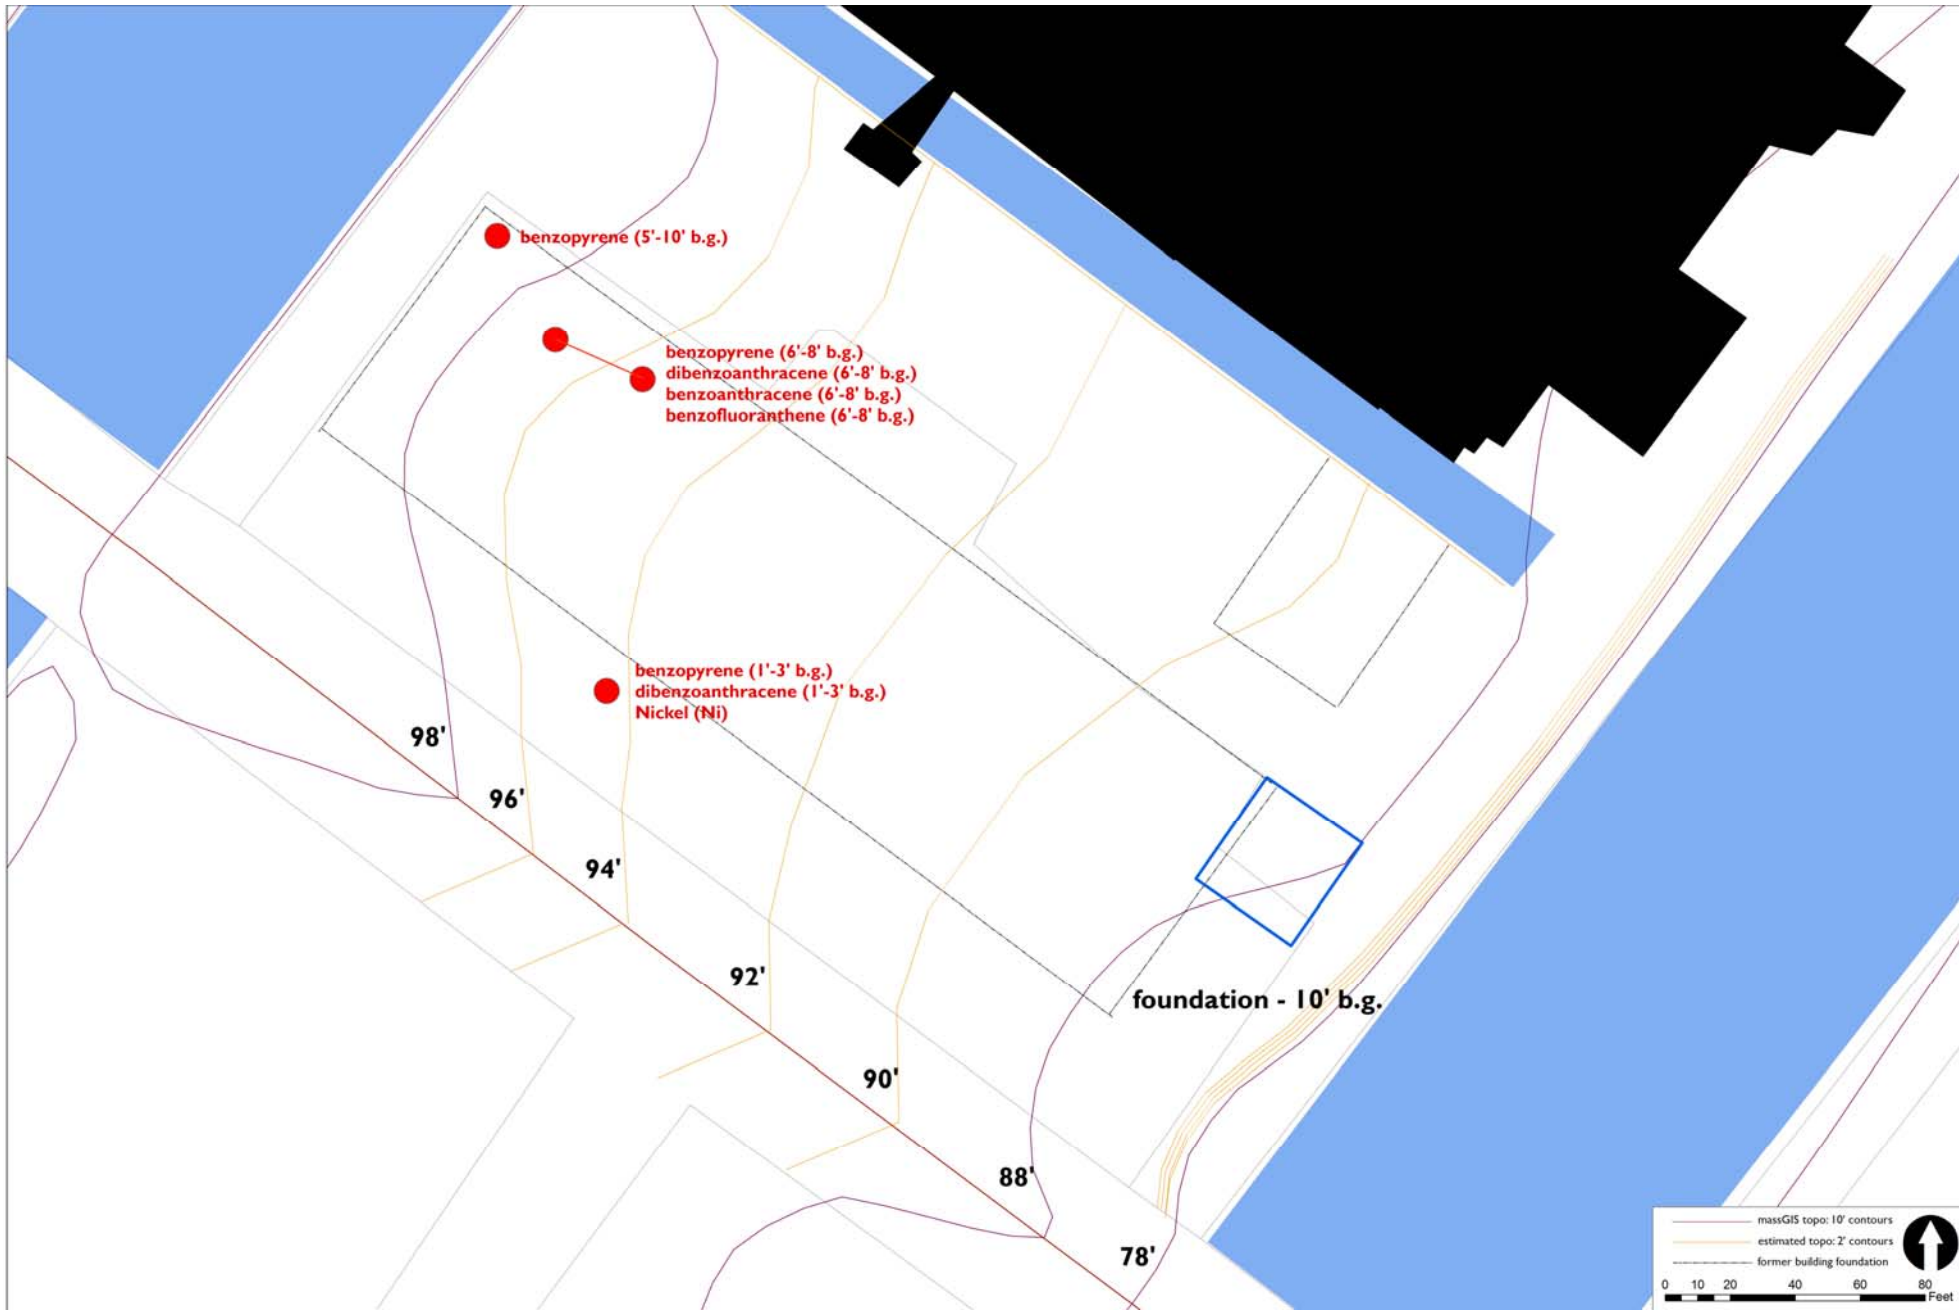 benzopyrene (5'-10' b.g.)
benzopyrene (6'-8' b.g.)
dibenzoanthracene (6'-8' b.g.)
benzoanthracene (6'-8' b.g.)
benzofluoranthene (6'-8' b.g.)
benzopyrene (1'-3' b.g.)
dibenzoanthracene (1'-3' b.g.)
Nickel (Ni)
98'
96'
94'
92'
90'
88'
78'
foundation - 10' b.g.
massGIS topo: 10' contours
estimated topo: 2' contours
former building foundation
0 10 20 40 60 80
Feet